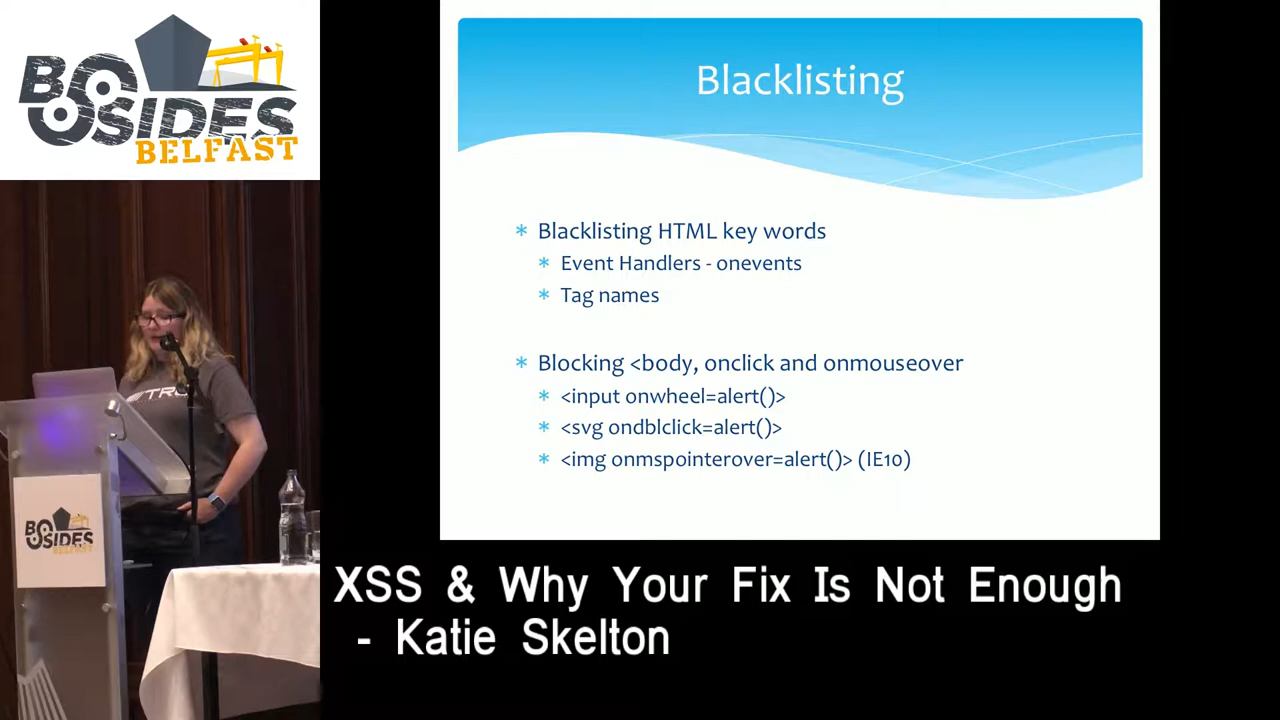 BSIDES
BELFAST
Blacklisting
* Blacklisting HTML key words
* Event Handlers - onevents
* Tag names
* Blocking <body, onclick and onmouseover
* <input onwheel=alert()>
* <svg ondblclick=alert()>
* <img onmspointerover=alert()> (IE10)
BSIDES
BELFAST
XSS & Why Your Fix Is Not Enough
- Katie Skelton